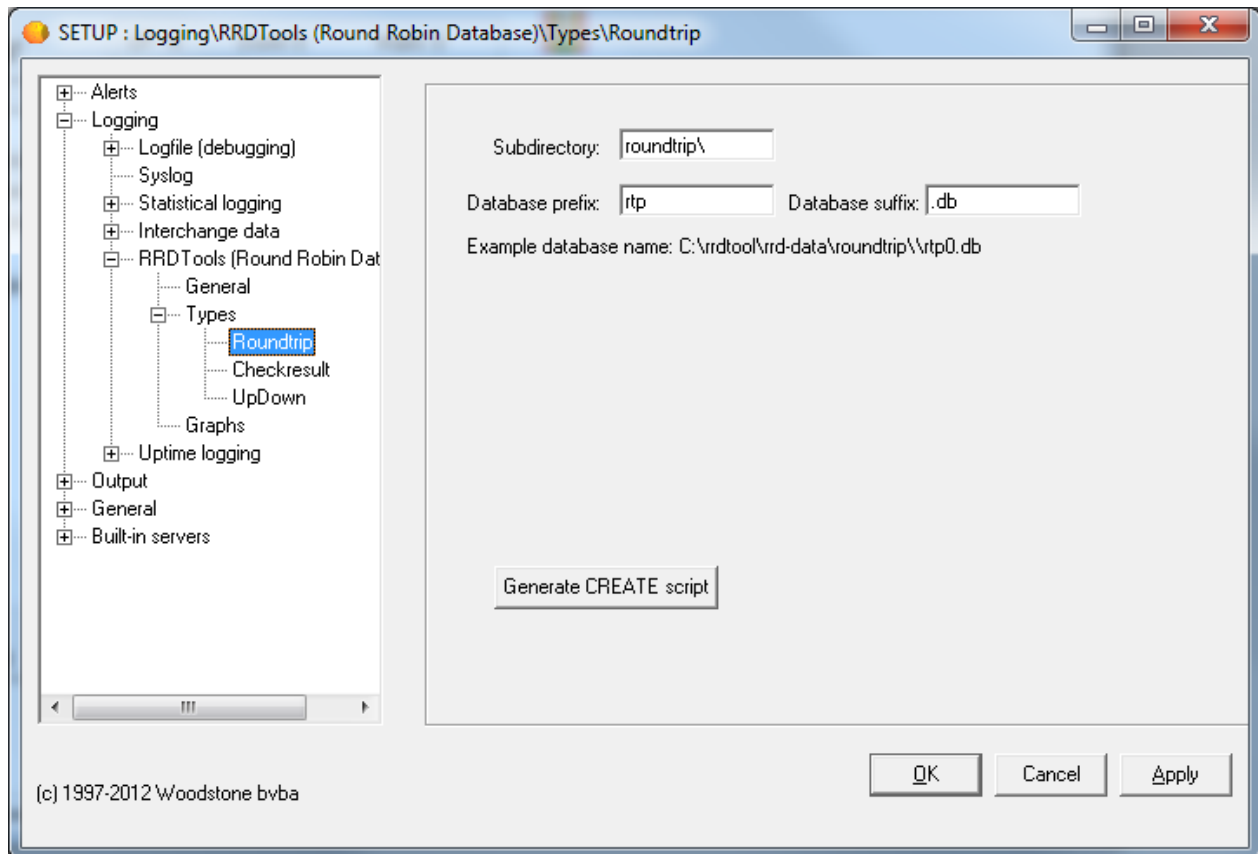 SETUP : Logging\RRDTools (Round Robin Database)\Types\Roundtrip
Alerts
Logging
Logfile (debugging)
Syslog
Statistical logging
Interchange data
RRDTools (Round Robin Dat
General
Types
Roundtrip
Checkresult
UpDown
Graphs
Uptime logging
Output
General
Built-in servers
Subdirectory: roundtrip\
Database prefix: rtp Database suffix: .db
Example database name: C:\rrdtool\rrd-data\roundtrip\\rtp0.db
Generate CREATE script
OK Cancel Apply
(c) 1997-2012 Woodstone bvba